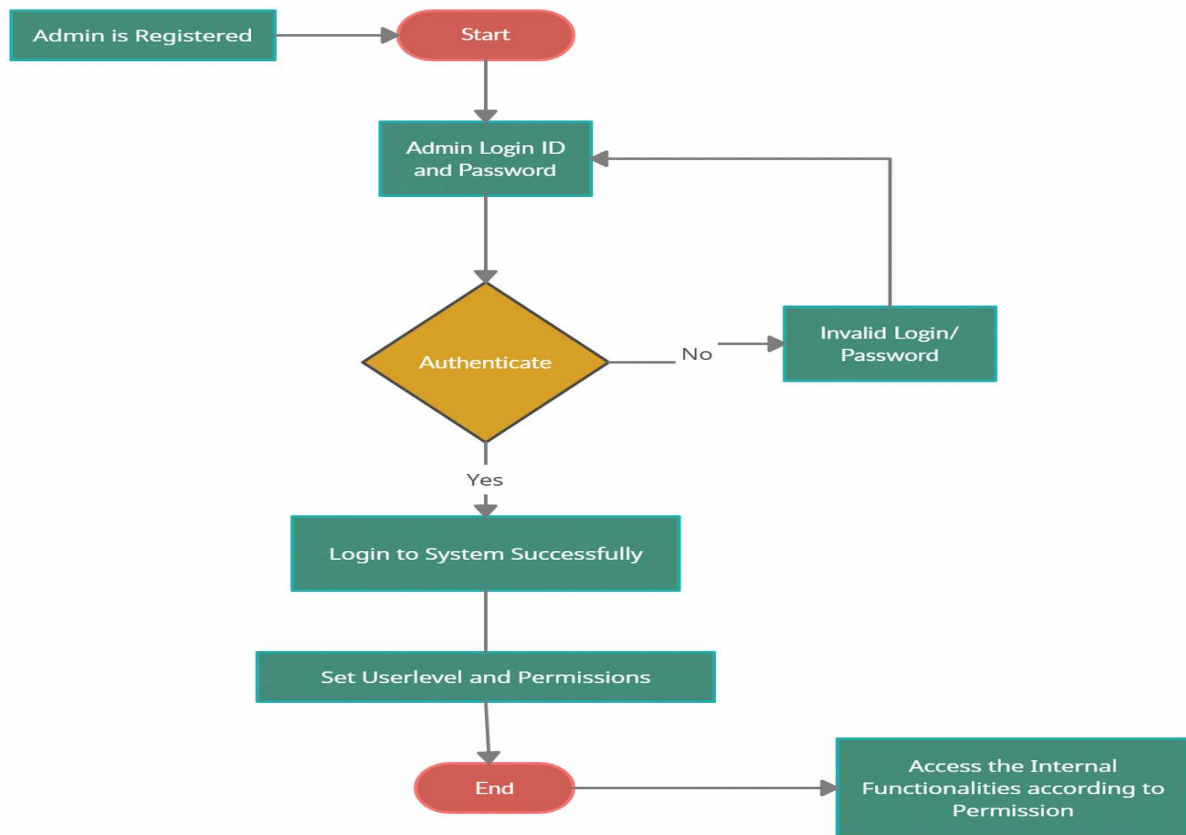 Admin is Registered
Start
Admin Login ID
and Password
Authenticate
No
Invalid Login/
Password
Yes
Login to System Successfully
Set Userlevel and Permissions
End
Access the Internal
Functionalities according to
Permission